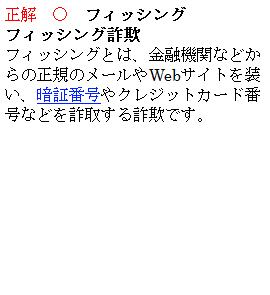 正解　○　フィッシング
フィッシング詐欺
フィッシングとは、金融機関などか
らの正規のメールやWebサイトを装
い、暗証番号やクレジットカード番
号などを詐取する詐欺です。